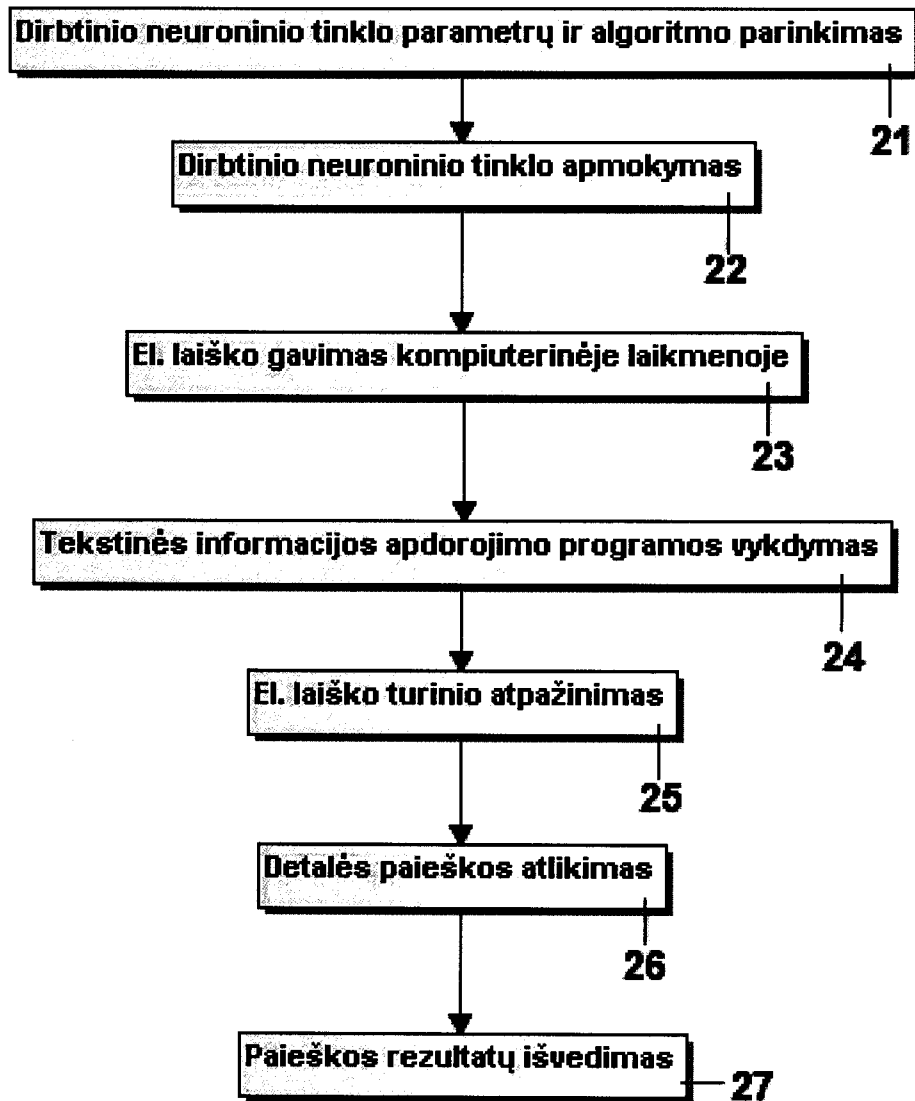 Dirbtinio neuroninio tinklo parametrų ir algoritmo parinkimas
21
Dirbtinio neuroninio tinklo apmokymas
22
El. laiško gavimas kompiuterinėje laikmenoje
23
Tekstinės informacijos apdorojimo programos vykdymas
24
El. laiško turinio atpažinimas
25
Detalės paieškos atlikimas
26
Paieškos rezultatų išvedimas
27